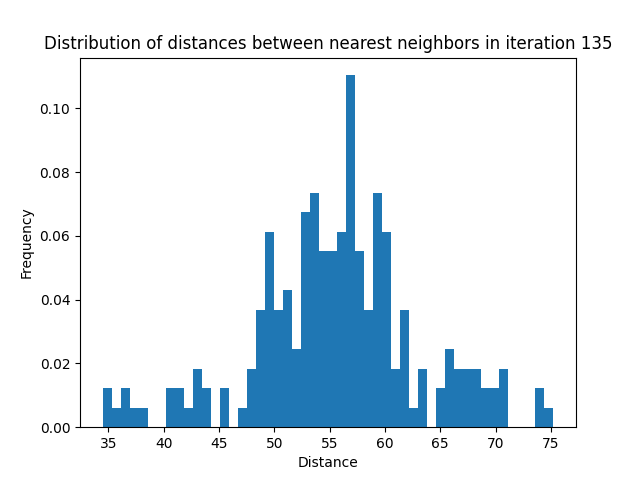 Distribution of distances between nearest neighbors in iteration 135
0.10
0.08
0.06
0.04
0.02
0.00
Frequency
35 40 45 50 55 60 65 70 75
Distance